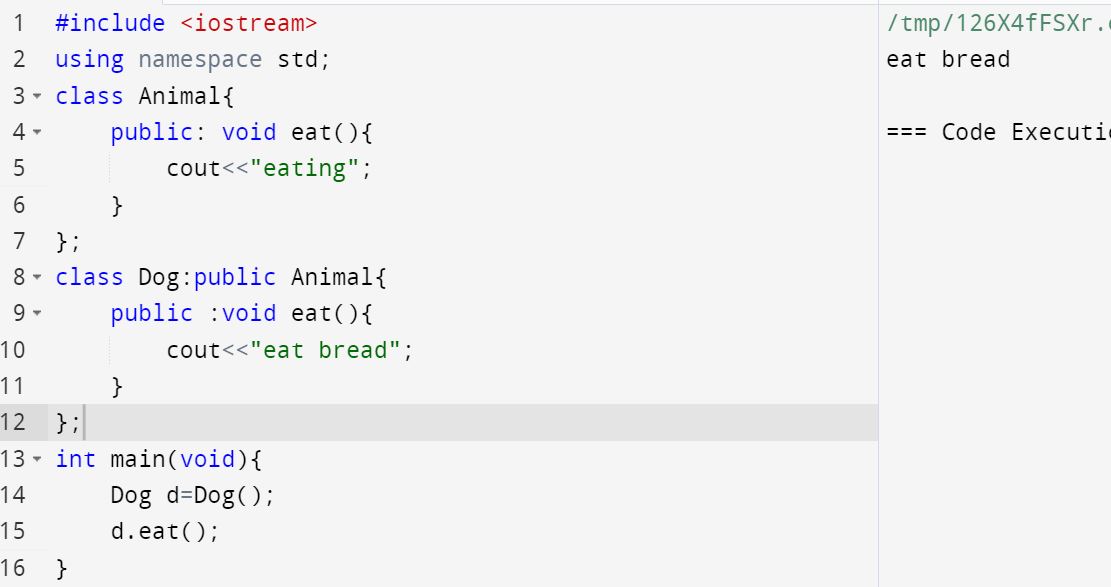 1 #include <iostream>
2 using namespace std;
3 class Animal{
4     public: void eat(){
5         cout<<"eating";
6     }
7 };
8 class Dog:public Animal{
9     public :void eat(){
10         cout<<"eat bread";
11     }
12 };
13 int main(void){
14     Dog d=Dog();
15     d.eat();
16 }
/tmp/126X4fFSXr.
eat bread
=== Code Executi